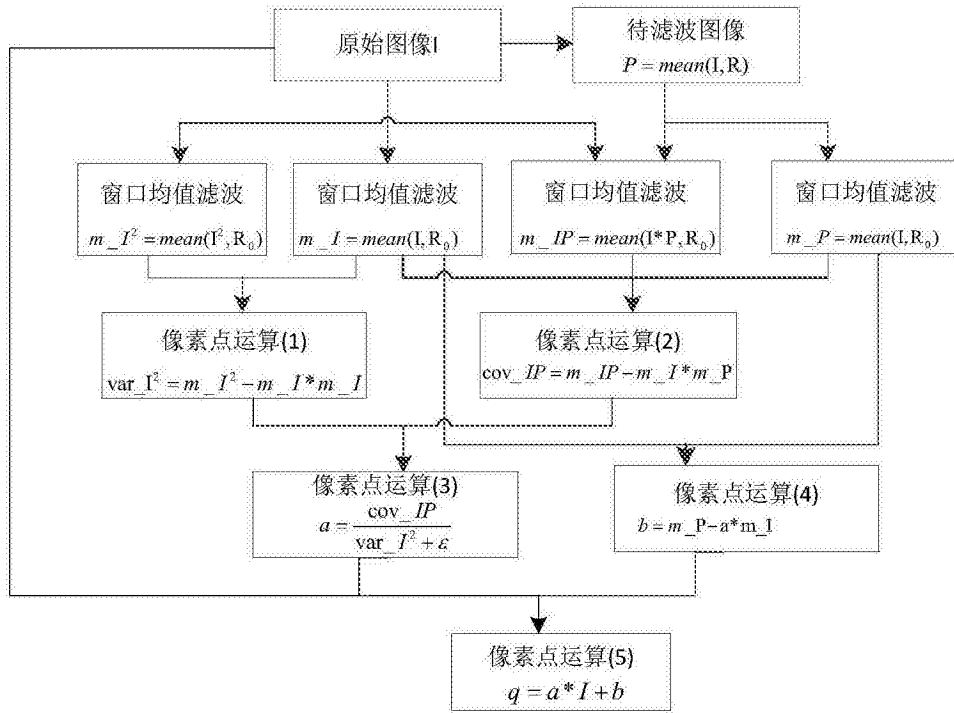 原始图像I
待滤波图像
P = mean(I,R)
窗口均值滤波
m_I² = mean(I²,R₀)
窗口均值滤波
m_I = mean(I,R₀)
窗口均值滤波
m_IP = mean(I*P,R₀)
窗口均值滤波
m_P = mean(I,R₀)
像素点运算(1)
var_I² = m_I² − m_I*m_I
像素点运算(2)
cov_IP = m_IP − m_I*m_P
像素点运算(3)
a = cov_IP / var_I² + ε
像素点运算(4)
b = m_P−a*m_I
像素点运算(5)
q = a*I+b